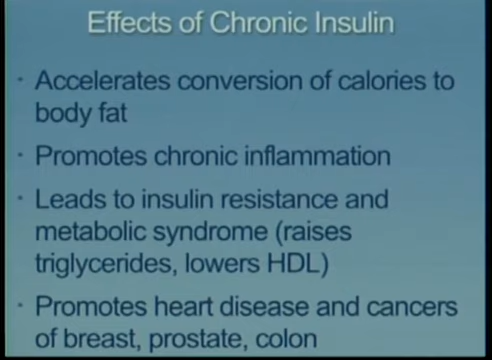 Effects of Chronic Insulin
· Accelerates conversion of calories to
body fat
· Promotes chronic inflammation
· Leads to insulin resistance and
metabolic syndrome (raises
triglycerides, lowers HDL)
· Promotes heart disease and cancers
of breast, prostate, colon